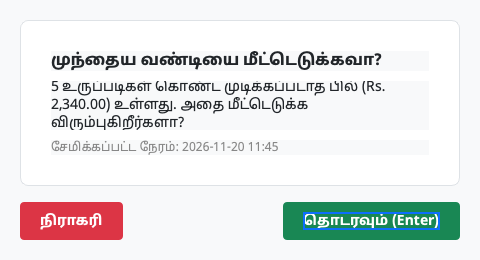 முந்தைய வண்டியை மீட்டெடுக்கவா?
5 உருப்படிகள் கொண்ட முடிக்கப்படாத பில் (Rs.
2,340.00) உள்ளது. அதை மீட்டெடுக்க
விரும்புகிறீர்களா?
சேமிக்கப்பட்ட நேரம்: 2026-11-20 11:45
நிராகரி
தொடரவும் (Enter)